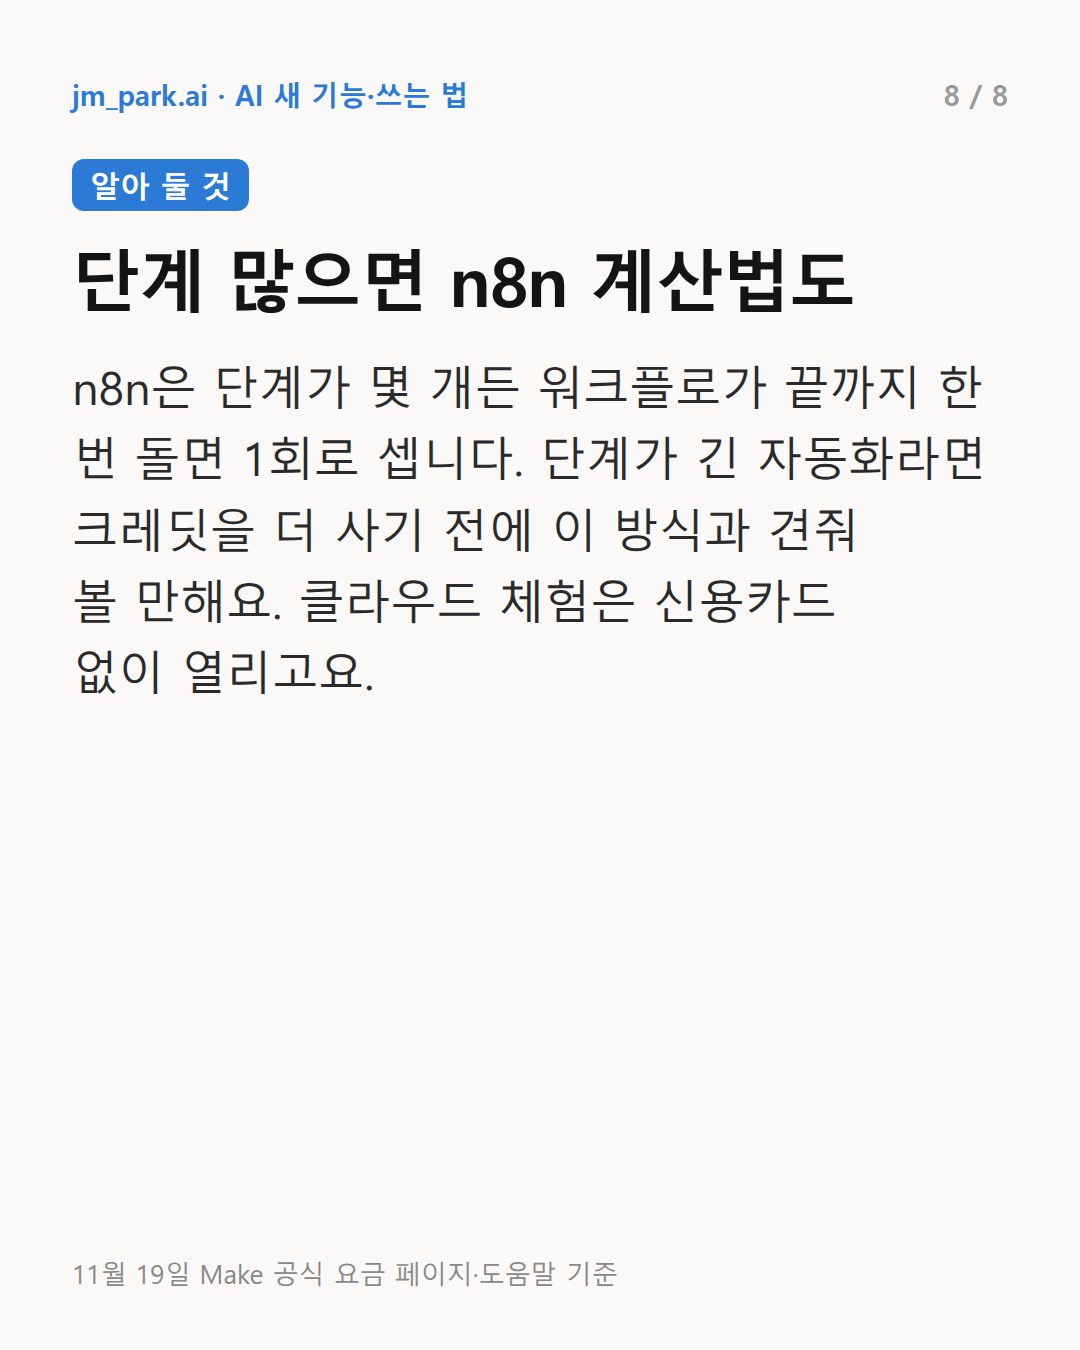 jm_park.ai · AI 새 기능·쓰는 법
8 / 8
알아 둘 것
단계 많으면 n8n 계산법도
n8n은 단계가 몇 개든 워크플로가 끝까지 한
번 돌면 1회로 셉니다. 단계가 긴 자동화라면
크레딧을 더 사기 전에 이 방식과 견줘
볼 만해요. 클라우드 체험은 신용카드
없이 열리고요.
11월 19일 Make 공식 요금 페이지·도움말 기준